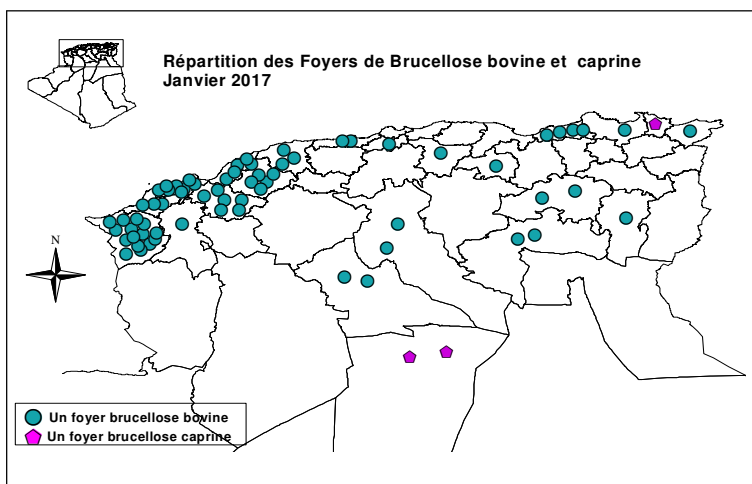 Répartition des Foyers de Brucellose bovine et caprine
Janvier 2017
N
Un foyer brucellose bovine
Un foyer brucellose caprine